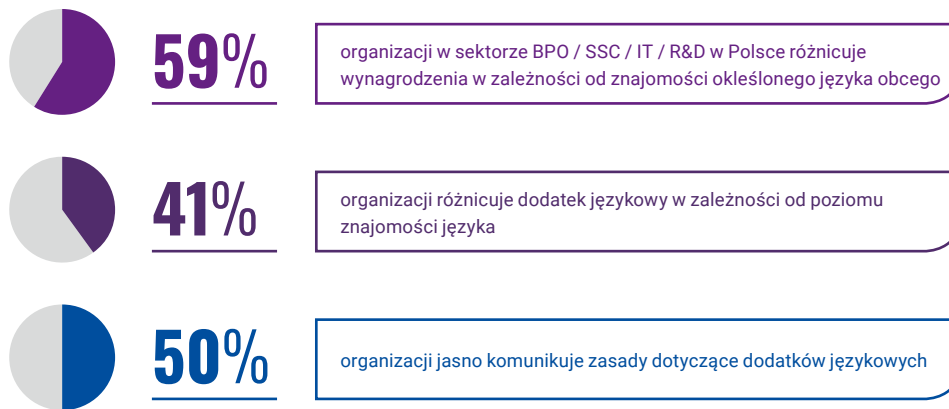 59%
organizacji w sektorze BPO / SSC / IT / R&D w Polsce różnicuje
wynagrodzenia w zależności od znajomości okleślonego języka obcego
41%
organizacji różnicuje dodatek językowy w zależności od poziomu
znajomości języka
50%
organizacji jasno komunikuje zasady dotyczące dodatków językowych